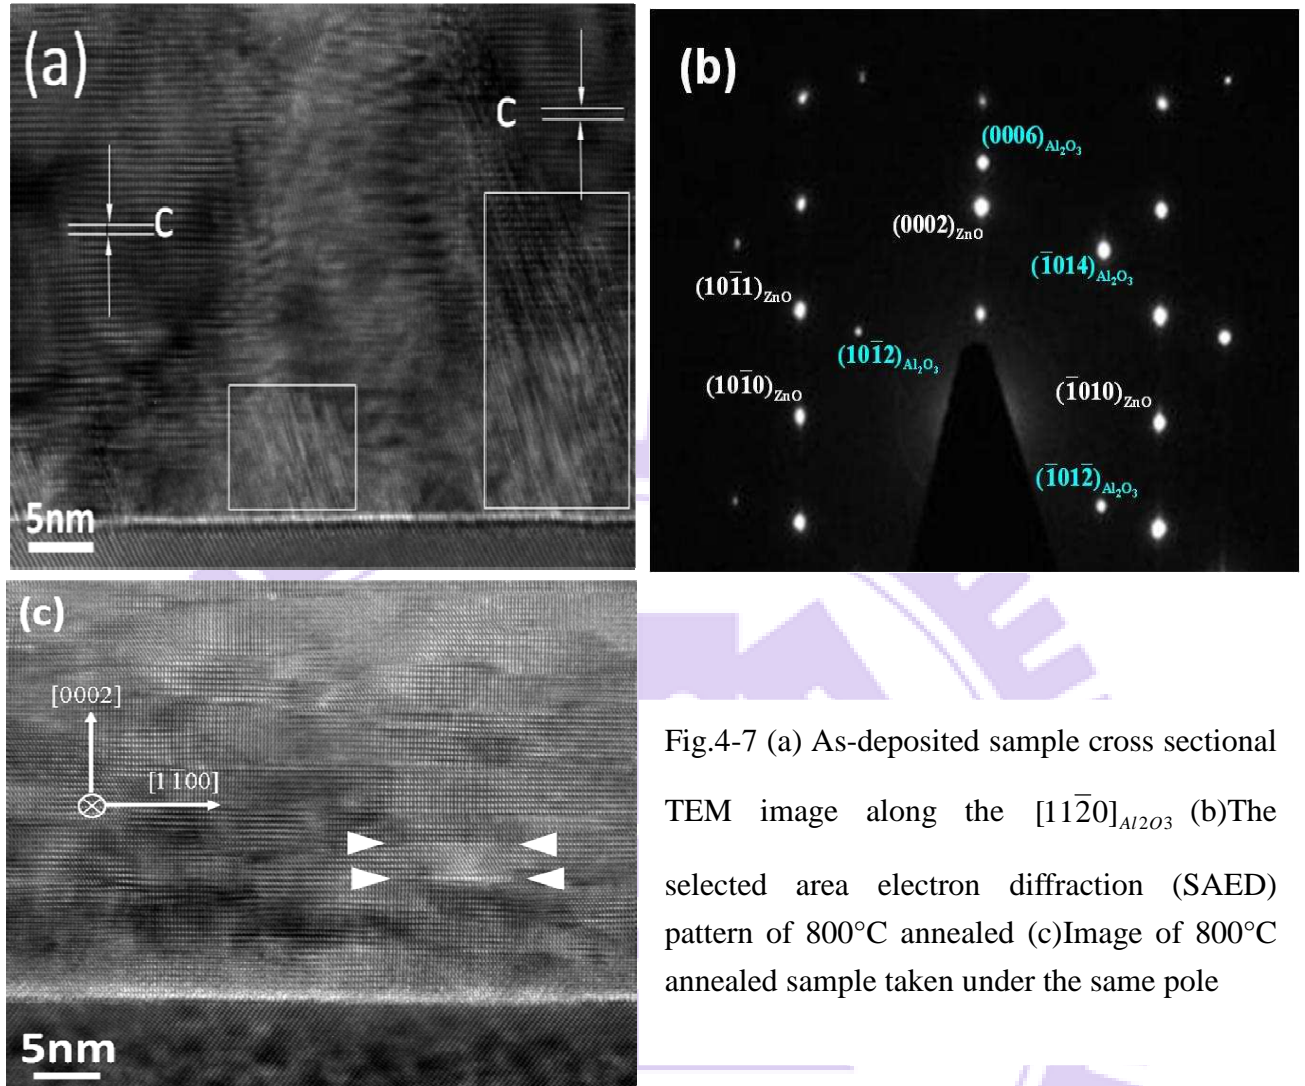 (a)
C
C
5nm
(b)
(0006)Al₂O₃
(0002)ZnO
(1̅014)Al₂O₃
(101̅1)ZnO
(101̅2)Al₂O₃
(101̅0)ZnO
(1̅010)ZnO
(1̅012̅)Al₂O₃
(c)
[0002]
[11̅00]
5nm
Fig.4-7 (a) As-deposited sample cross sectional
TEM image along the [112̅0]Al2O3 (b)The
selected area electron diffraction (SAED)
pattern of 800°C annealed (c)Image of 800°C
annealed sample taken under the same pole